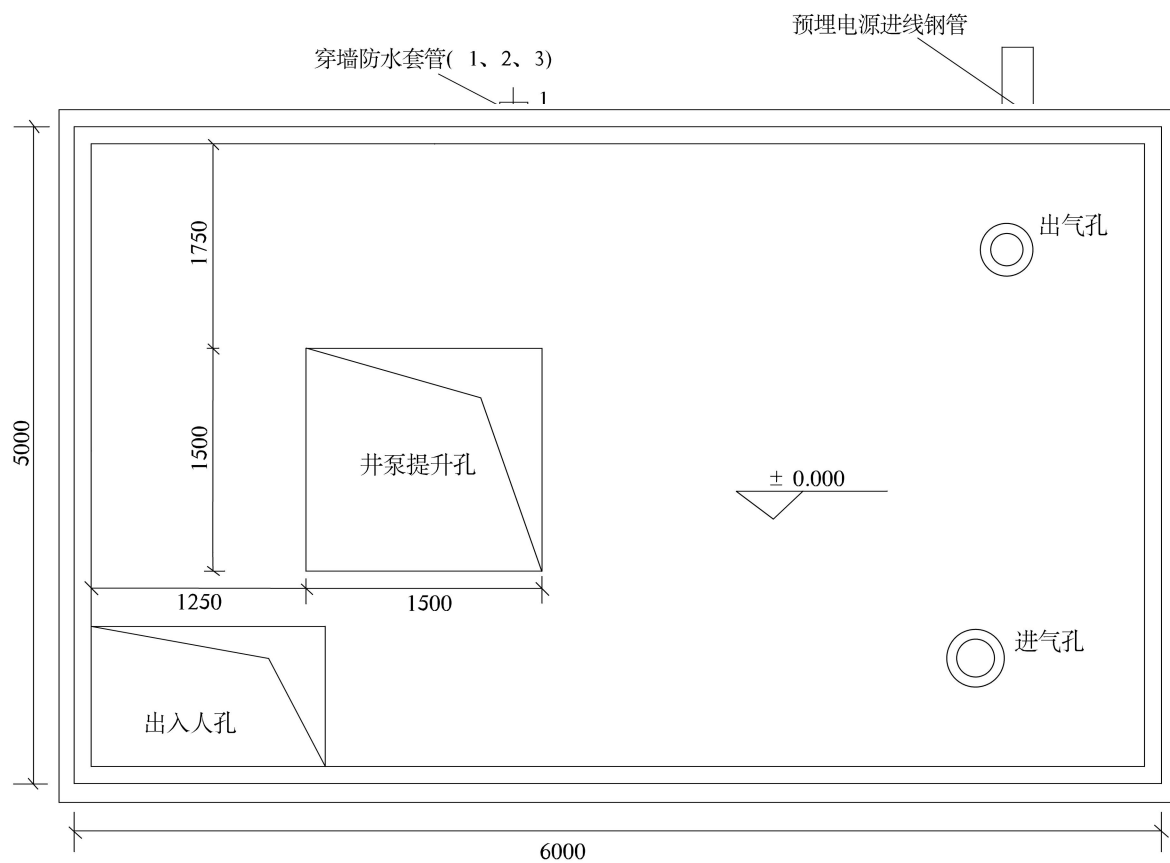 预埋电源进线钢管
穿墙防水套管( 1、2、3)
1
出气孔
1750
1500
5000
井泵提升孔
± 0.000
1250
1500
进气孔
出入人孔
6000